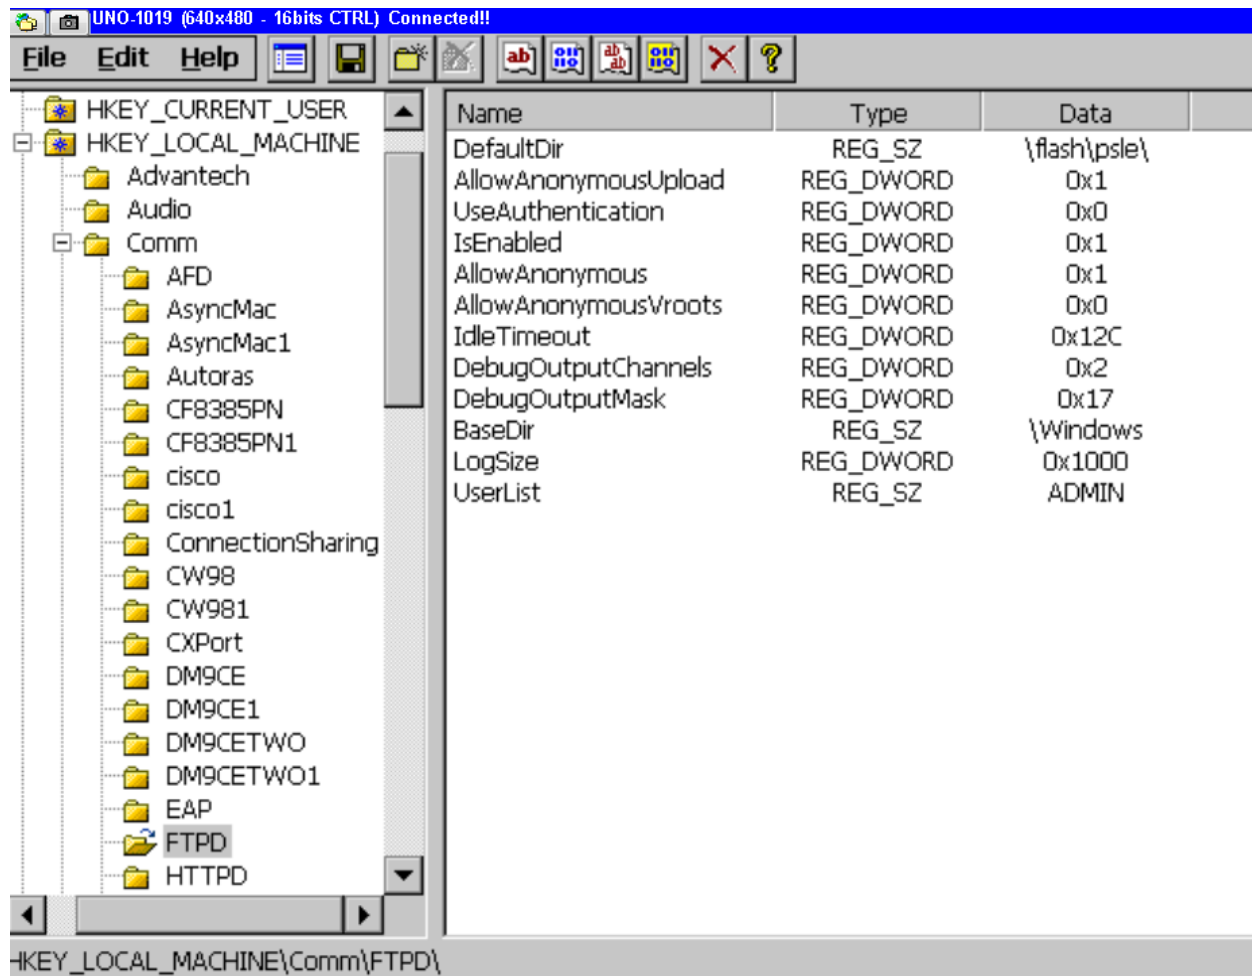 UNO-1019 (640x480 - 16bits CTRL) Connected!!
File Edit Help
HKEY_CURRENT_USER
HKEY_LOCAL_MACHINE
Advantech
Audio
Comm
AFD
AsyncMac
AsyncMac1
Autoras
CF8385PN
CF8385PN1
cisco
cisco1
ConnectionSharing
CW98
CW981
CXPort
DM9CE
DM9CE1
DM9CETWO
DM9CETWO1
EAP
FTPD
HTTPD
Name Type Data
DefaultDir REG_SZ \flash\psle\
AllowAnonymousUpload REG_DWORD 0x1
UseAuthentication REG_DWORD 0x0
IsEnabled REG_DWORD 0x1
AllowAnonymous REG_DWORD 0x1
AllowAnonymousVroots REG_DWORD 0x0
IdleTimeout REG_DWORD 0x12C
DebugOutputChannels REG_DWORD 0x2
DebugOutputMask REG_DWORD 0x17
BaseDir REG_SZ \Windows
LogSize REG_DWORD 0x1000
UserList REG_SZ ADMIN
HKEY_LOCAL_MACHINE\Comm\FTPD\